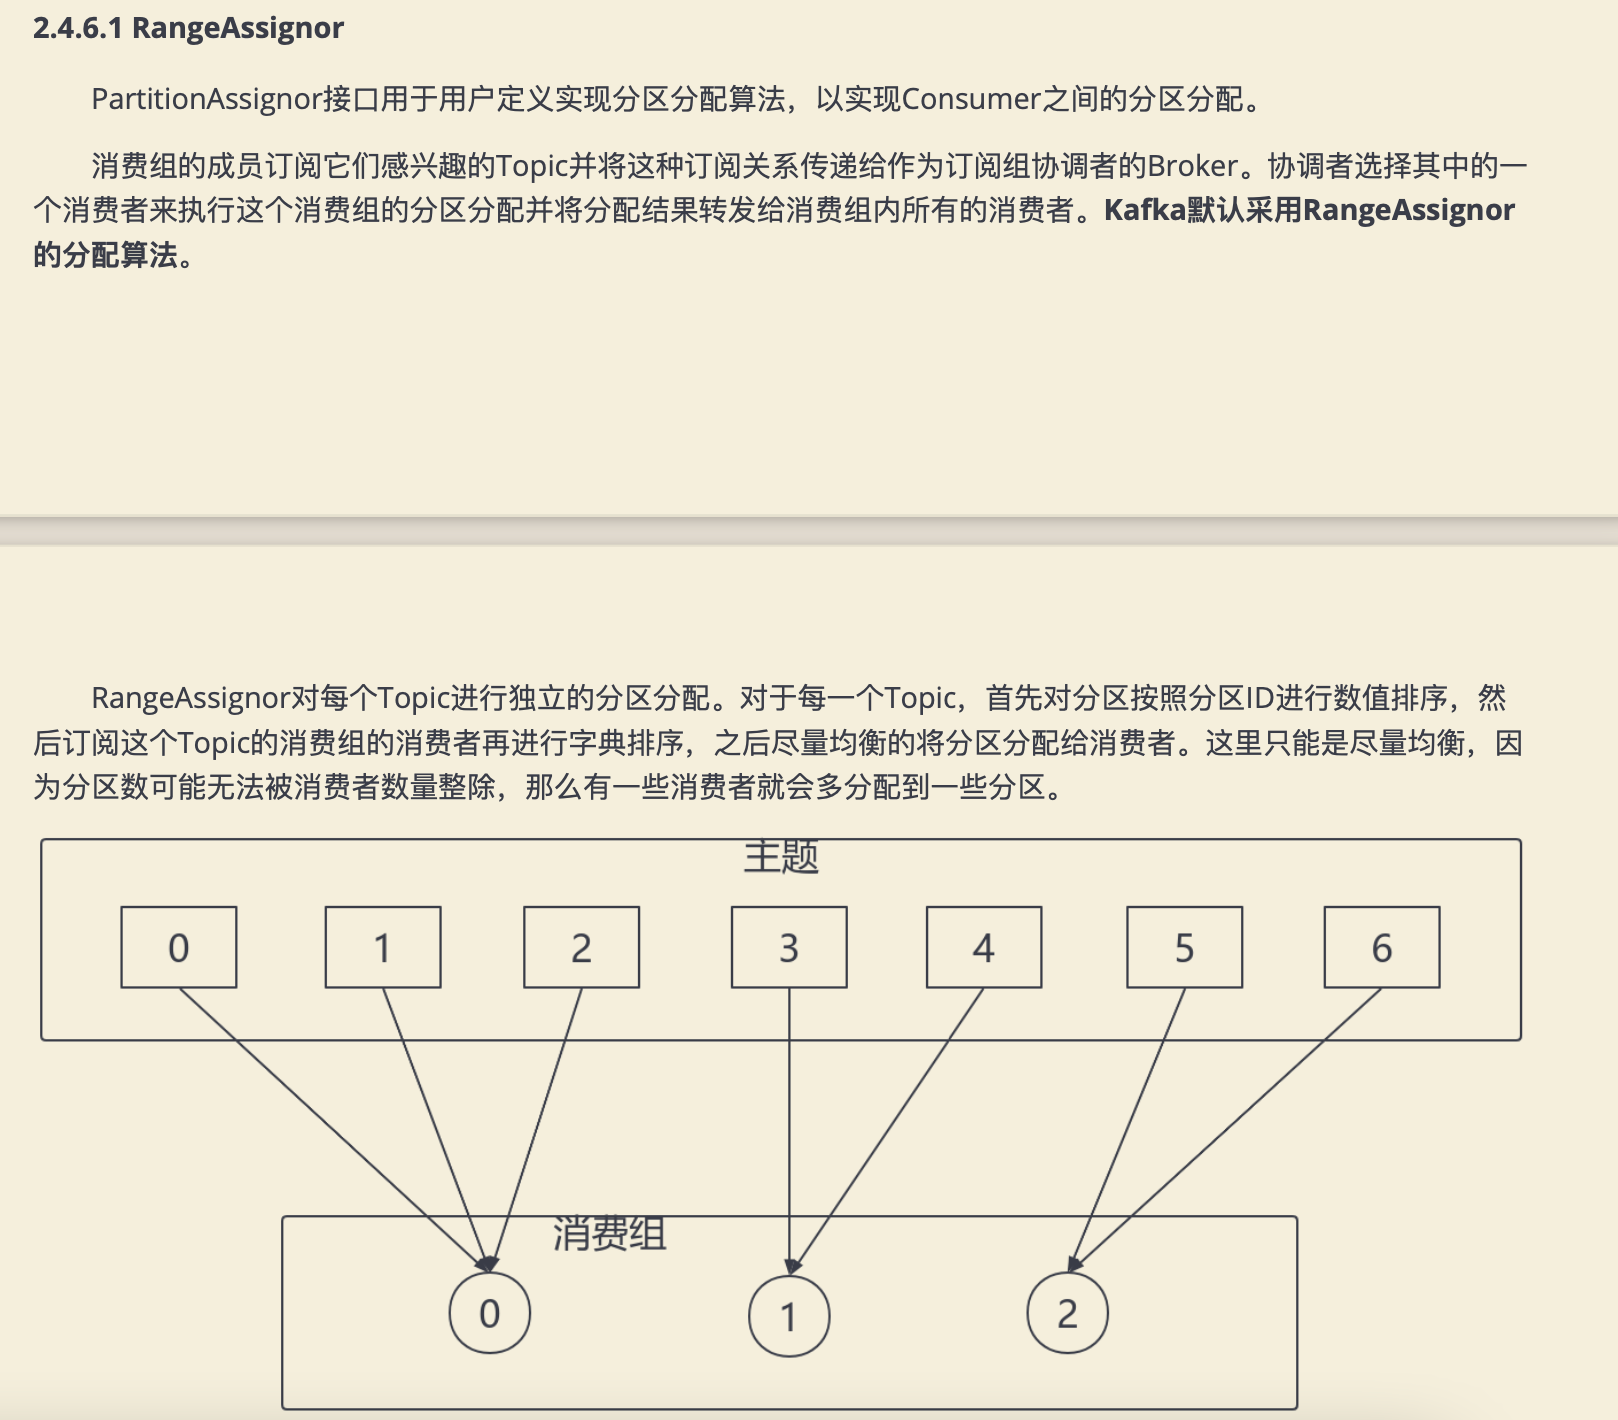 2.4.6.1 RangeAssignor
PartitionAssignor接口用于用户定义实现分区分配算法，以实现Consumer之间的分区分配。
消费组的成员订阅它们感兴趣的Topic并将这种订阅关系传递给作为订阅组协调者的Broker。协调者选择其中的一
个消费者来执行这个消费组的分区分配并将分配结果转发给消费组内所有的消费者。Kafka默认采用RangeAssignor
的分配算法。
RangeAssignor对每个Topic进行独立的分区分配。对于每一个Topic，首先对分区按照分区ID进行数值排序，然
后订阅这个Topic的消费组的消费者再进行字典排序，之后尽量均衡的将分区分配给消费者。这里只能是尽量均衡，因
为分区数可能无法被消费者数量整除，那么有一些消费者就会多分配到一些分区。
主题
0 1 2 3 4 5 6
消费组
0 1 2